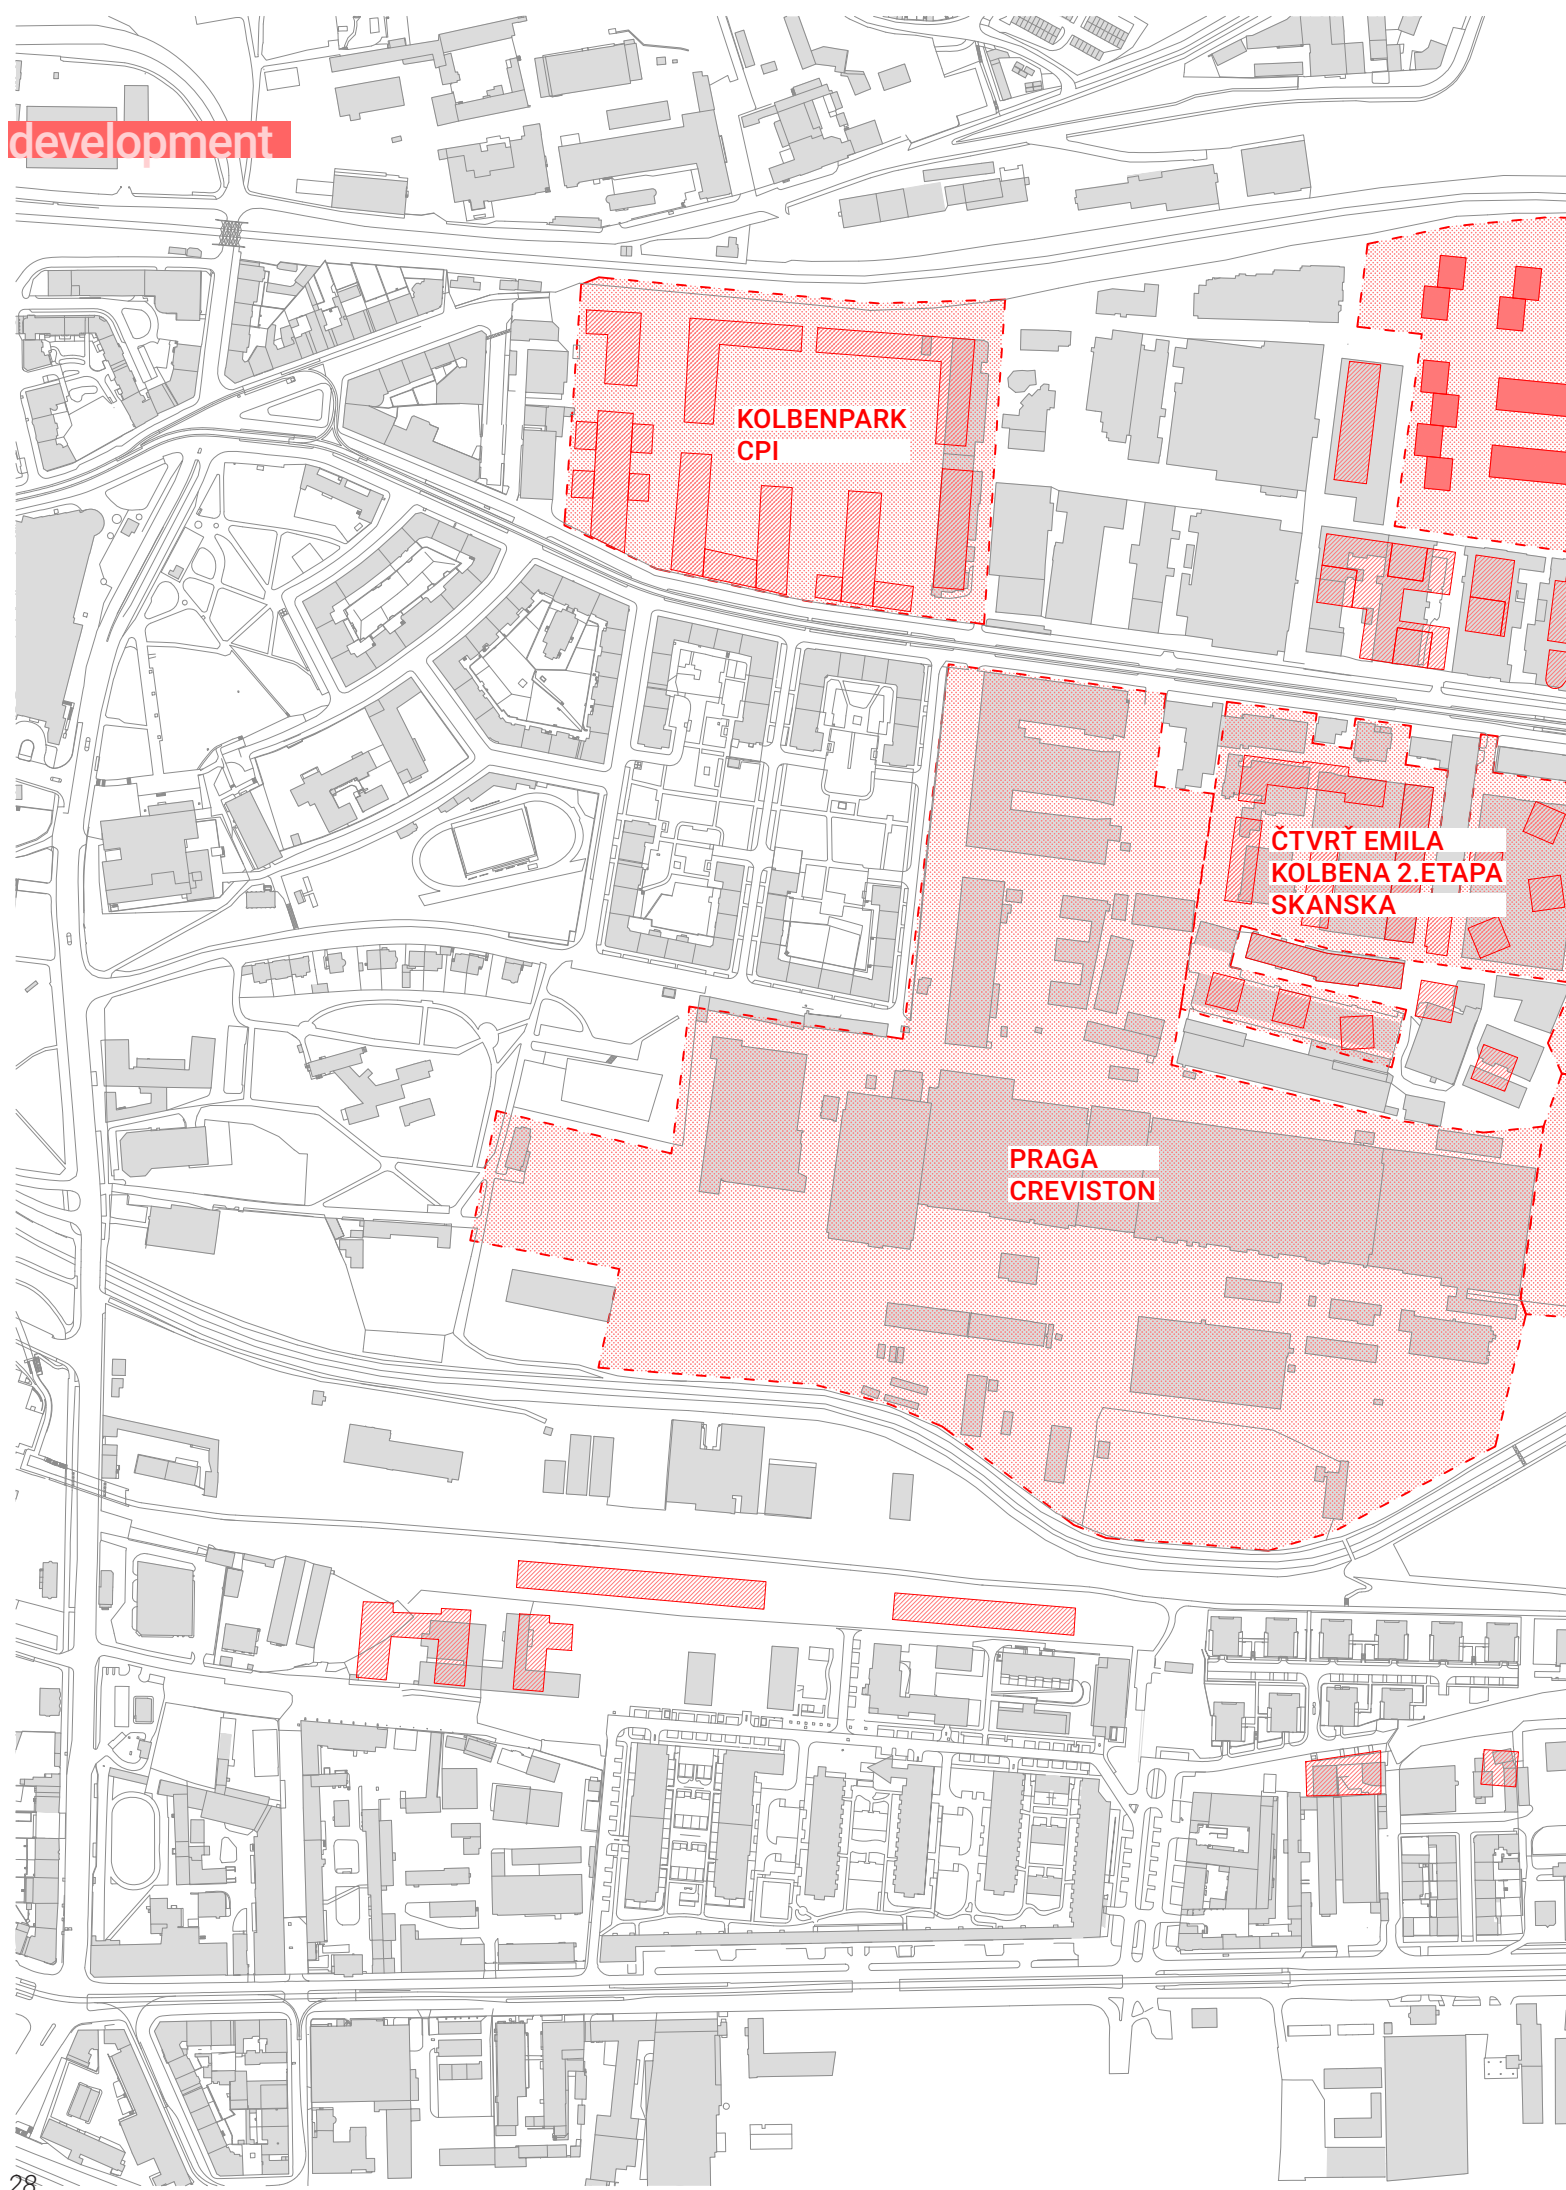 development
KOLBENPARK
CPI
ČTVRŤ EMILA
KOLBENA 2.ETAPA
SKANSKA
PRAGA
CREVISTON
28